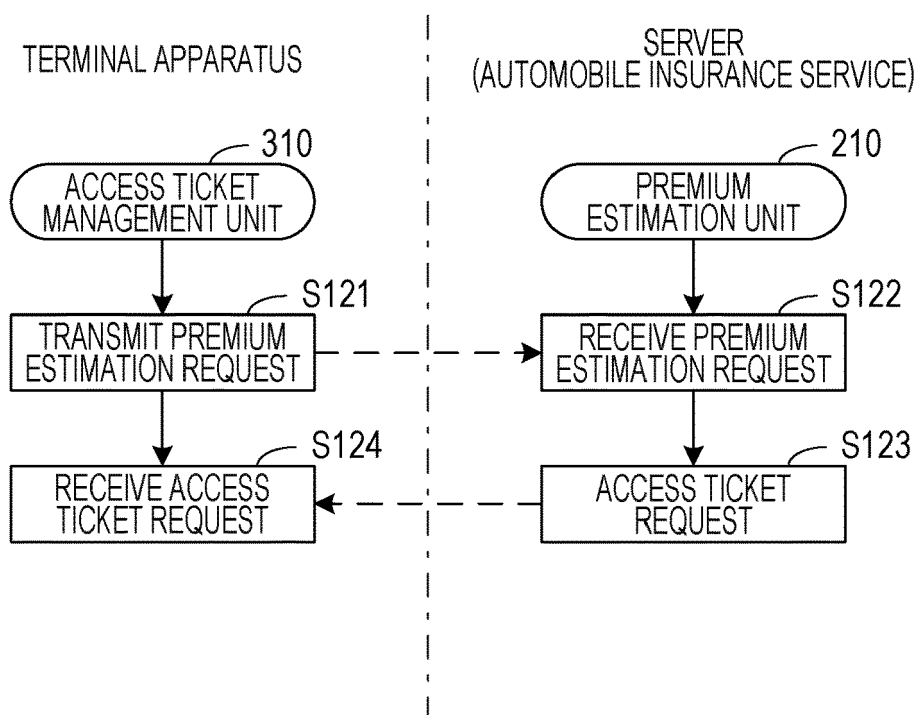 TERMINAL APPARATUS
SERVER
(AUTOMOBILE INSURANCE SERVICE)
310
ACCESS TICKET
MANAGEMENT UNIT
210
PREMIUM
ESTIMATION UNIT
S121
TRANSMIT PREMIUM
ESTIMATION REQUEST
S122
RECEIVE PREMIUM
ESTIMATION REQUEST
S124
RECEIVE ACCESS
TICKET REQUEST
S123
ACCESS TICKET
REQUEST